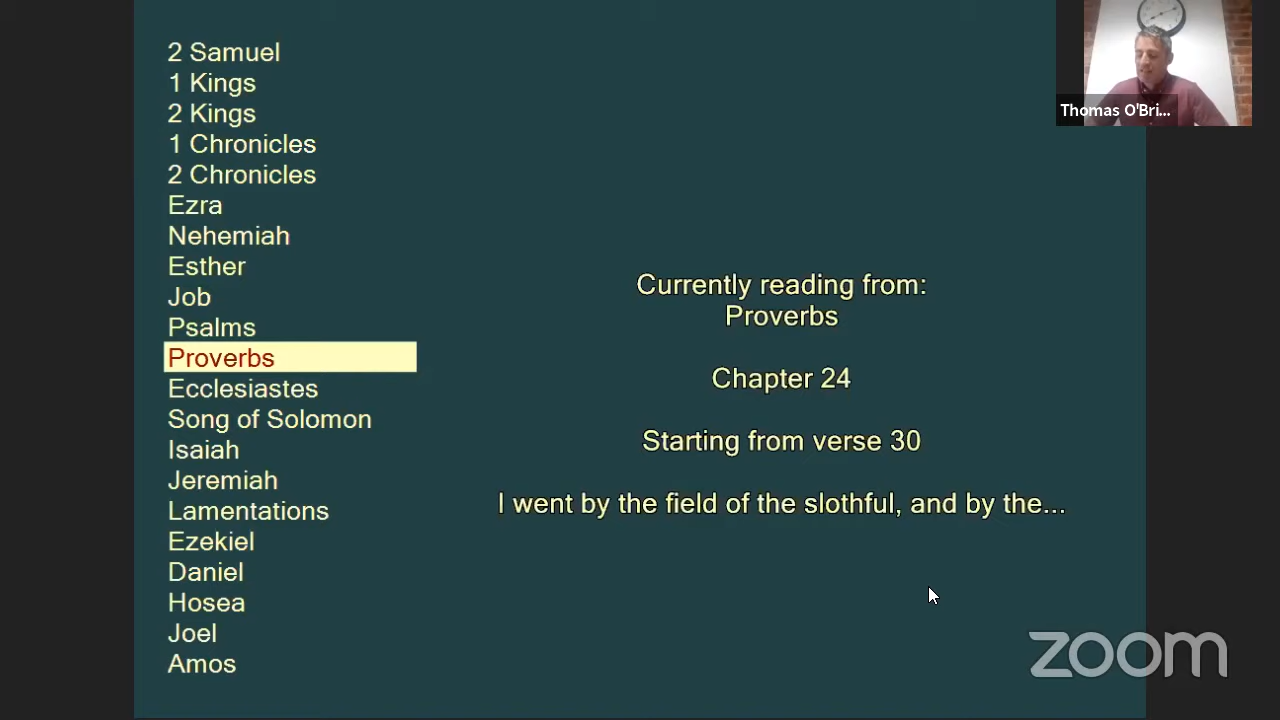 2 Samuel
1 Kings
2 Kings
1 Chronicles
2 Chronicles
Ezra
Nehemiah
Esther
Job
Psalms
Proverbs
Ecclesiastes
Song of Solomon
Isaiah
Jeremiah
Lamentations
Ezekiel
Daniel
Hosea
Joel
Amos
Currently reading from:
Proverbs
Chapter 24
Starting from verse 30
I went by the field of the slothful, and by the...
Thomas O'Bri...
zoom